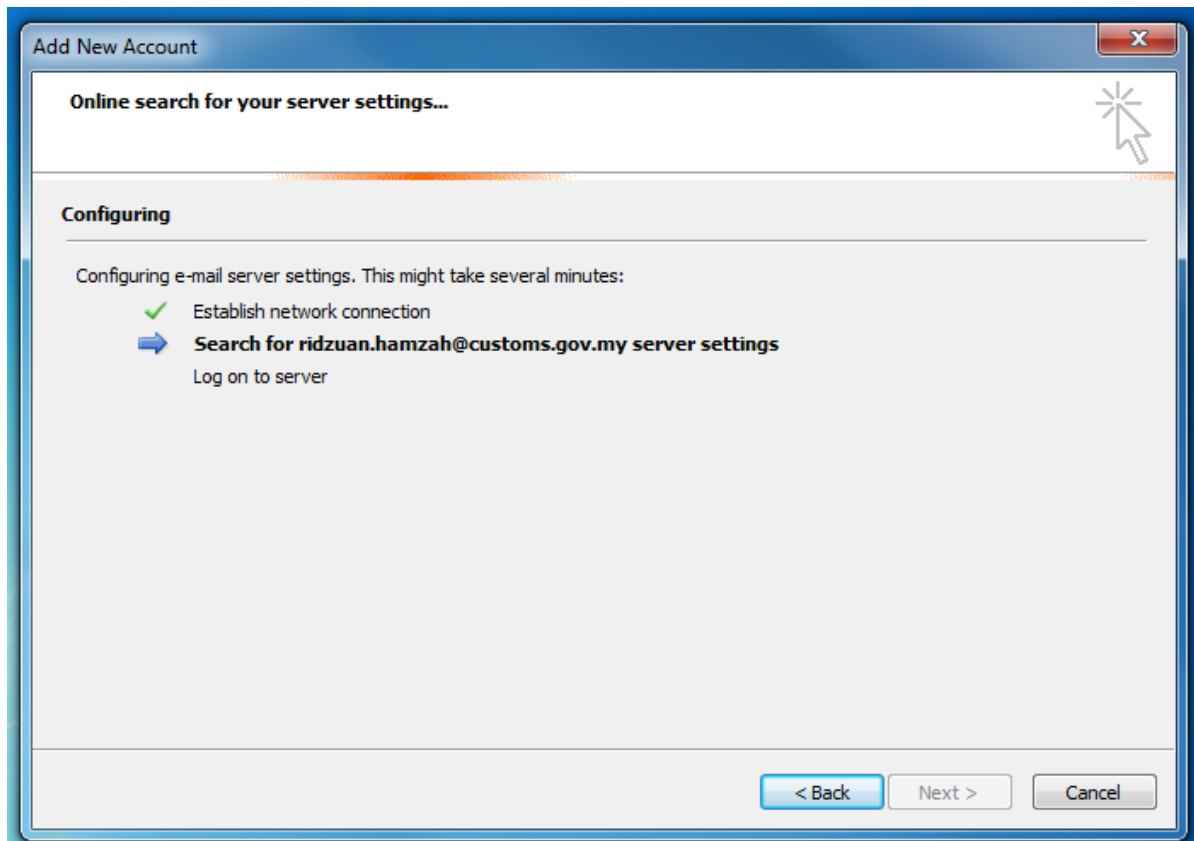 Add New Account
Online search for your server settings...
Configuring
Configuring e-mail server settings. This might take several minutes:
Establish network connection
Search for ridzuan.hamzah@customs.gov.my server settings
Log on to server
< Back Next > Cancel